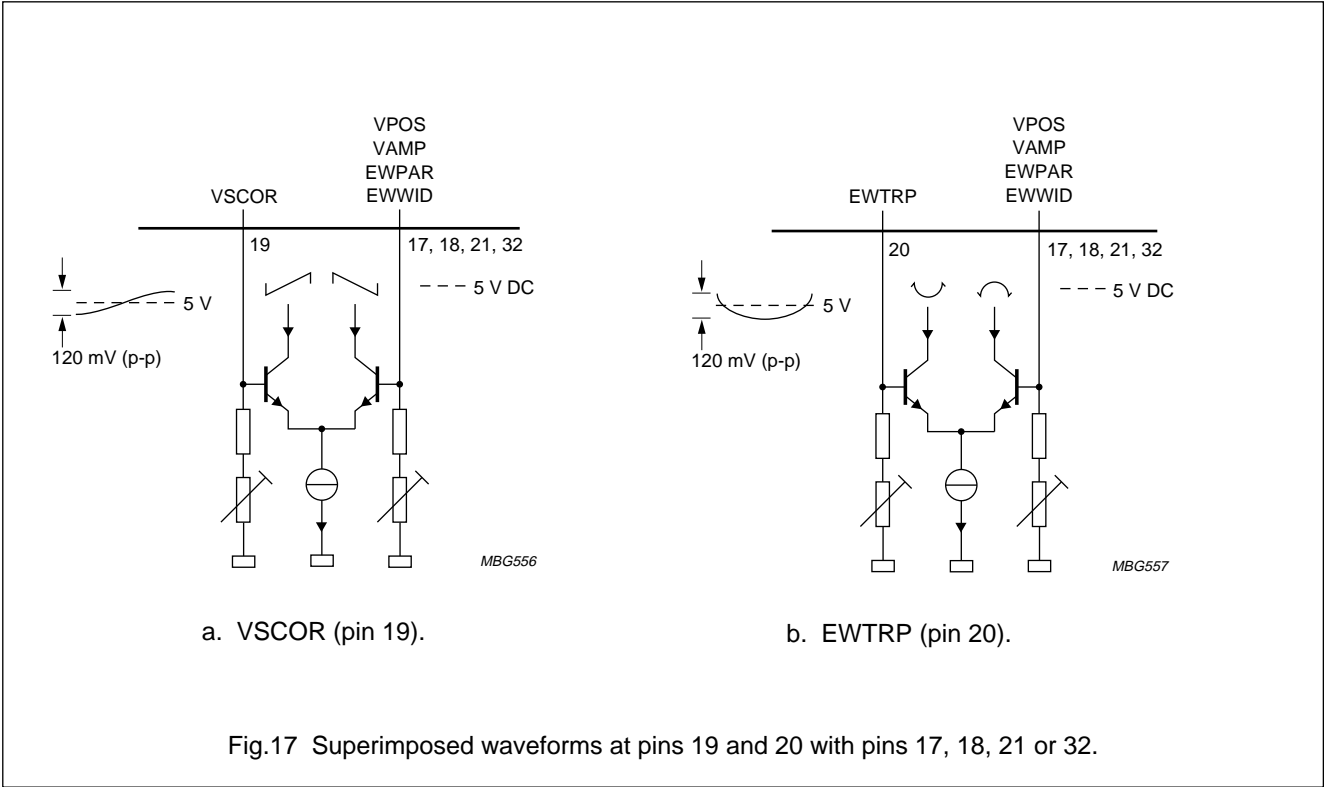 VPOS
VAMP
EWPAR
EWWID
VSCOR
19
17, 18, 21, 32
5 V DC
5 V
120 mV (p-p)
MBG556
a. VSCOR (pin 19).
VPOS
VAMP
EWPAR
EWWID
EWTRP
20
17, 18, 21, 32
5 V DC
5 V
120 mV (p-p)
MBG557
b. EWTRP (pin 20).
Fig.17 Superimposed waveforms at pins 19 and 20 with pins 17, 18, 21 or 32.